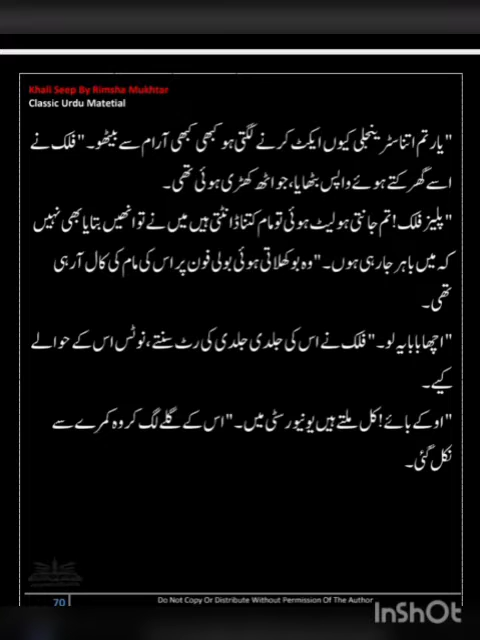 Khali Seep By Rimsha Mukhtar
Classic Urdu Matetial
"یار تم اتنا سٹرینجلی کیوں ایکٹ کرنے لگتی ہو کبھی کبھی آرام سے بیٹھو۔" فلک نے
اسے گھر کتے ہوئے واپس بٹھایا، جو اٹھ کھڑی ہوئی تھی۔
"پلیز فلک! تم جانتی ہو لیٹ ہوئی تو مام کتنا ڈانٹتی ہیں میں نے تو انھیں بتایا بھی نہیں
کہ میں باہر جارہی ہوں۔" وہ بوکھلاتی ہوئی بولی فون پر اس کی مام کی کال آرہی
تھی۔
"اچھا بابا یہ لو۔" فلک نے اس کی جلدی جلدی کی رٹ سنتے، نوٹس اس کے حوالے
کیے۔
"اوکے بائے! کل ملتے ہیں یونیورسٹی میں۔" اس کے گلے لگ کر وہ کمرے سے
نکل گئی۔
70
Do Not Copy Or Distribute Without Permission Of The Author
InShOt